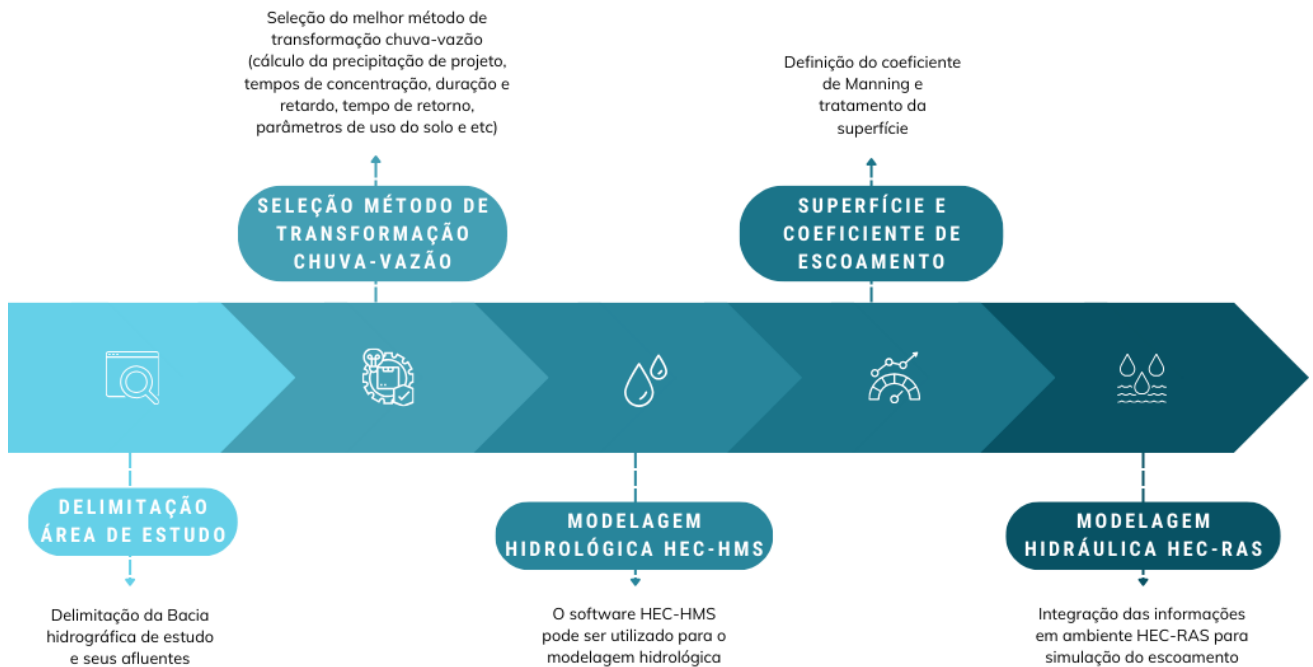 Seleção do melhor método de
transformação chuva-vazão
(cálculo da precipitação de projeto,
tempos de concentração, duração e
retardo, tempo de retorno,
parâmetros de uso do solo e etc)
Definição do coeficiente
de Manning e
tratamento da
superfície
SELEÇÃO MÉTODO DE
TRANSFORMAÇÃO
CHUVA-VAZÃO
SUPERFÍCIE E
COEFICIENTE DE
ESCOAMENTO
DELIMITAÇÃO
ÁREA DE ESTUDO
MODELAGEM
HIDROLÓGICA HEC-HMS
MODELAGEM
HIDRÁULICA HEC-RAS
Delimitação da Bacia
hidrográfica de estudo
e seus afluentes
O software HEC-HMS
pode ser utilizado para o
modelagem hidrológica
Integração das informações
em ambiente HEC-RAS para
simulação do escoamento